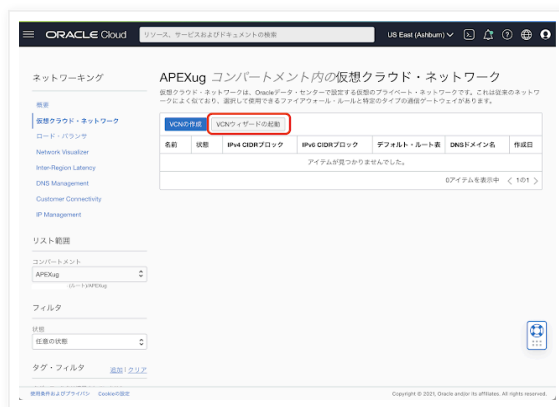 ORACLE Cloud
リソース、サービスおよびドキュメントの検索
US East (Ashburn)
ネットワーキング
概要
仮想クラウド・ネットワーク
ロード・バランサ
Network Visualizer
Inter-Region Latency
DNS Management
Customer Connectivity
IP Management
リスト範囲
コンパートメント
APEXug
(ルート)/APEXug
フィルタ
状態
任意の状態
タグ・フィルタ 追加 | クリア
APEXug コンパートメント内の仮想クラウド・ネットワーク
仮想クラウド・ネットワークは、Oracleデータ・センターで設定する仮想のプライベート・ネットワークです。これは従来のネットワ
ークによく似ており、選択して使用できるファイアウォール・ルールと特定のタイプの通信ゲートウェイがあります。
VCNの作成 VCNウィザードの起動
名前 状態 IPv4 CIDRブロック IPv6 CIDRブロック デフォルト・ルート表 DNSドメイン名 作成日
アイテムが見つかりませんでした。
0アイテムを表示中 < 1の1 >
使用条件およびプライバシ Cookieの設定
Copyright © 2021, Oracle and/or its affiliates. All rights reserved.